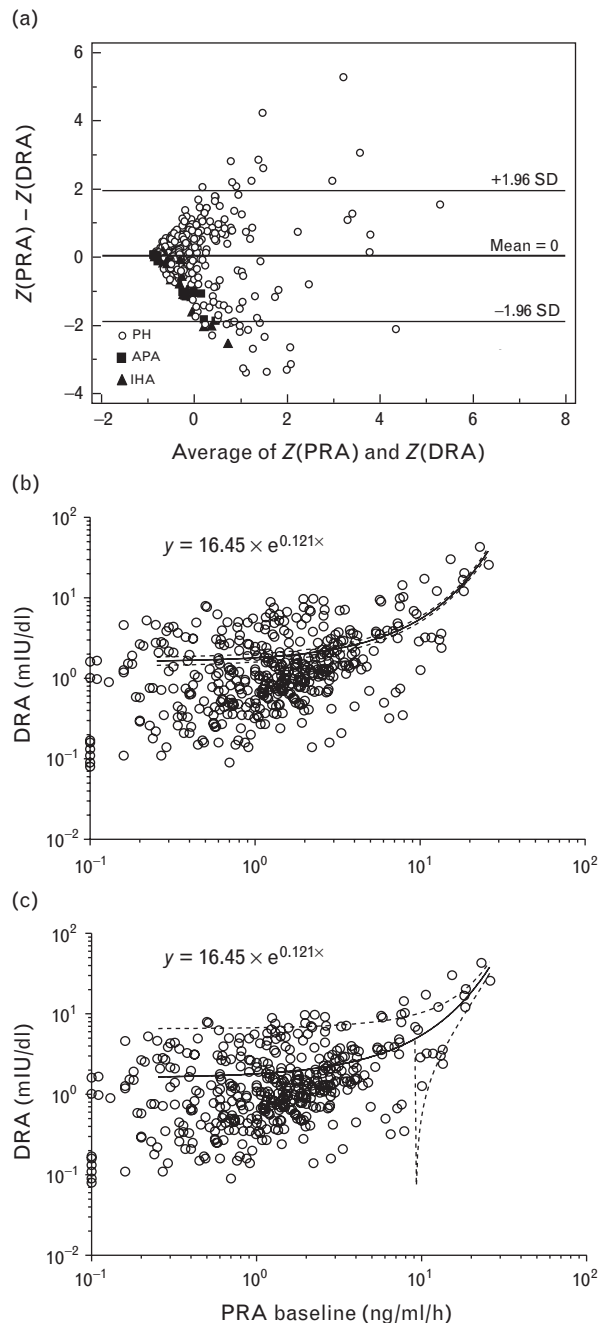 (a)
6
4
2
0
−2
−4
Z(PRA) − Z(DRA)
+1.96 SD
Mean = 0
−1.96 SD
PH
APA
IHA
−2 0 2 4 6 8
Average of Z(PRA) and Z(DRA)
(b)
10²
10¹
10⁰
10⁻¹
10⁻²
DRA (mIU/dl)
y = 16.45 × e^0.121×
10⁻¹ 10⁰ 10¹ 10²
(c)
10²
10¹
10⁰
10⁻¹
10⁻²
DRA (mIU/dl)
y = 16.45 × e^0.121×
10⁻¹ 10⁰ 10¹ 10²
PRA baseline (ng/ml/h)